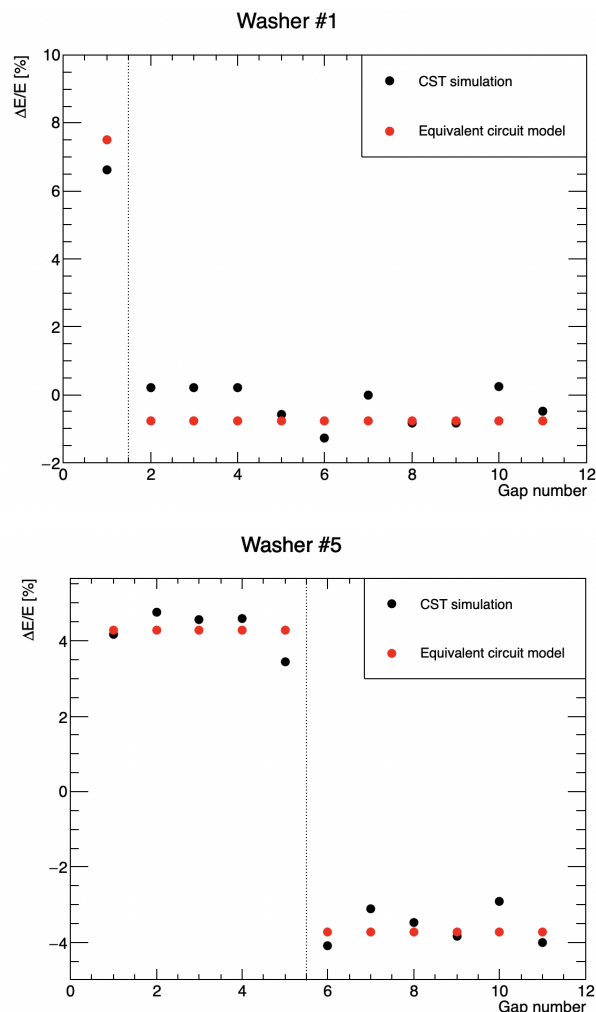 Washer #1
ΔE/E [%]
10
8
6
4
2
0
−2
CST simulation
Equivalent circuit model
0 2 4 6 8 10 12
Gap number
Washer #5
ΔE/E [%]
4
2
0
−2
−4
CST simulation
Equivalent circuit model
0 2 4 6 8 10 12
Gap number